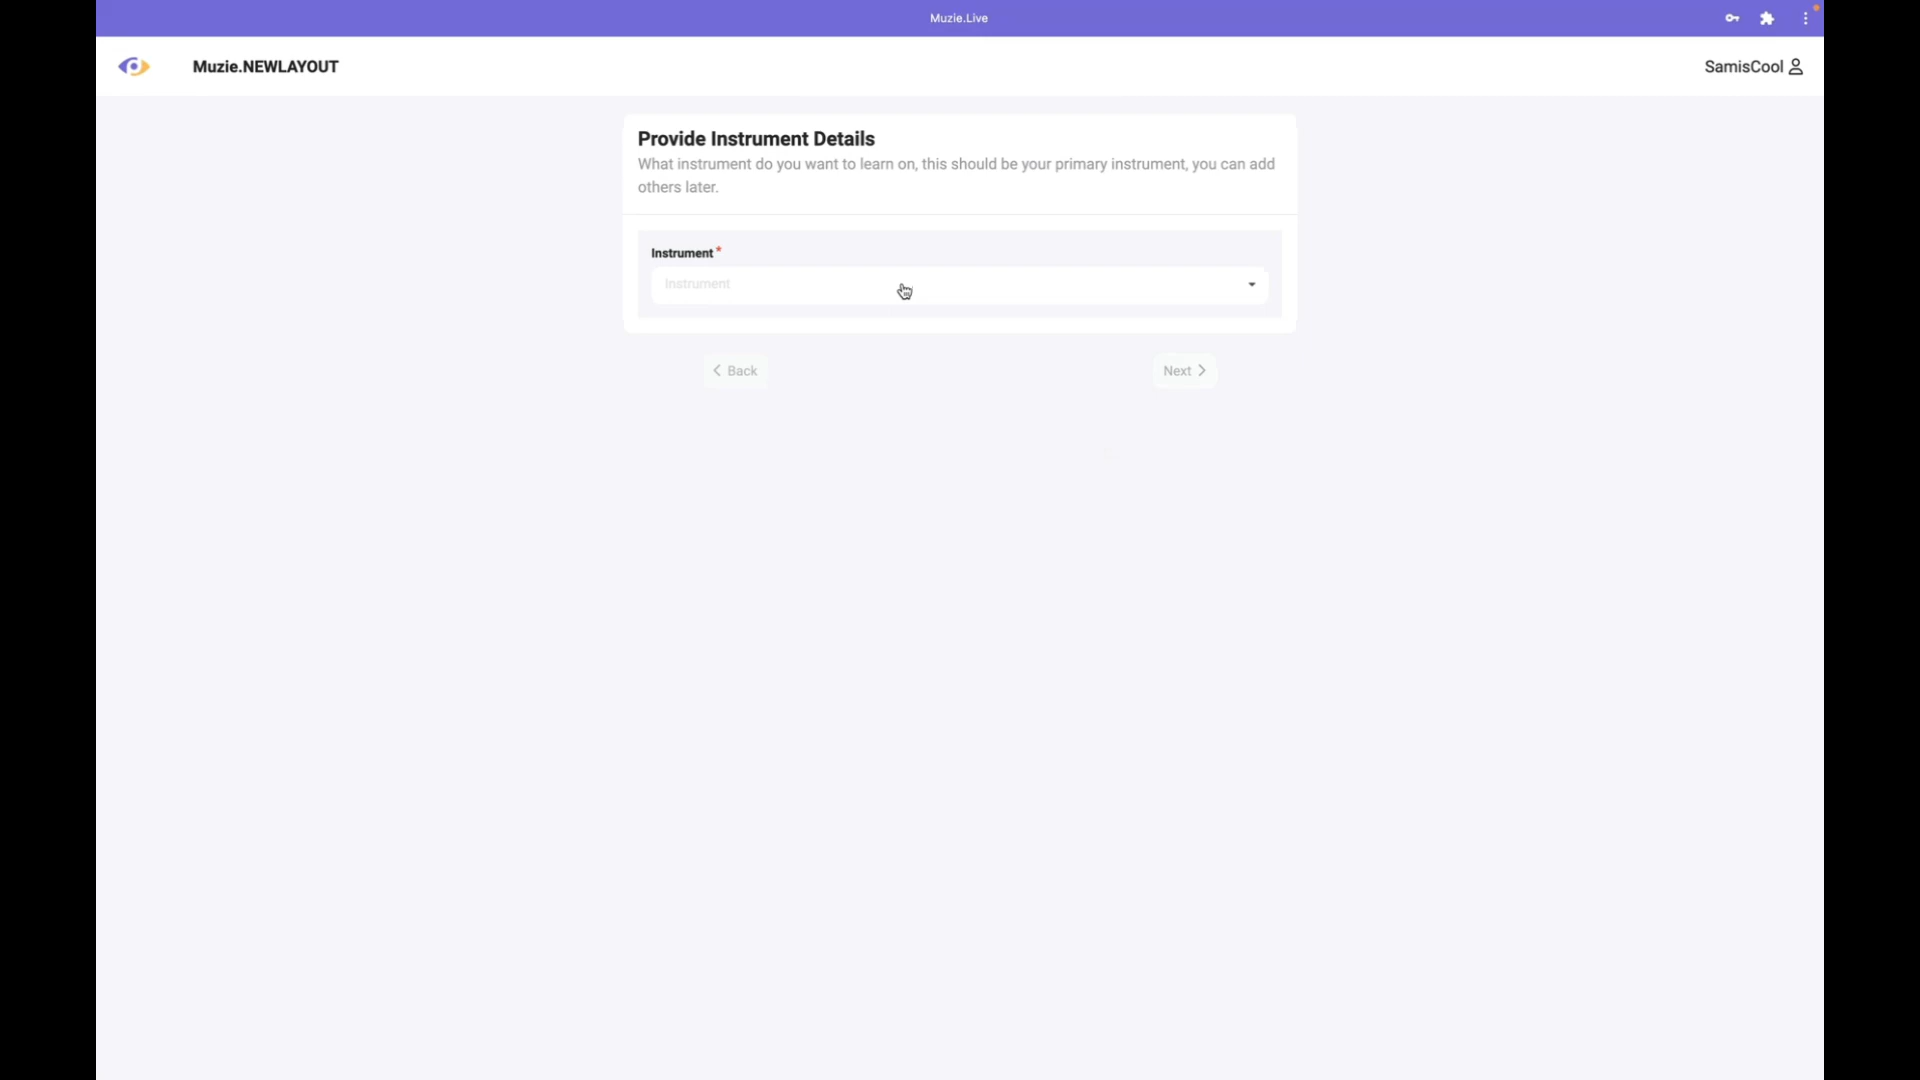 Muzie.Live
Muzie.NEWLAYOUT
SamisCool
Provide Instrument Details
What instrument do you want to learn on, this should be your primary instrument, you can add
others later.
Instrument*
Instrument
Back
Next